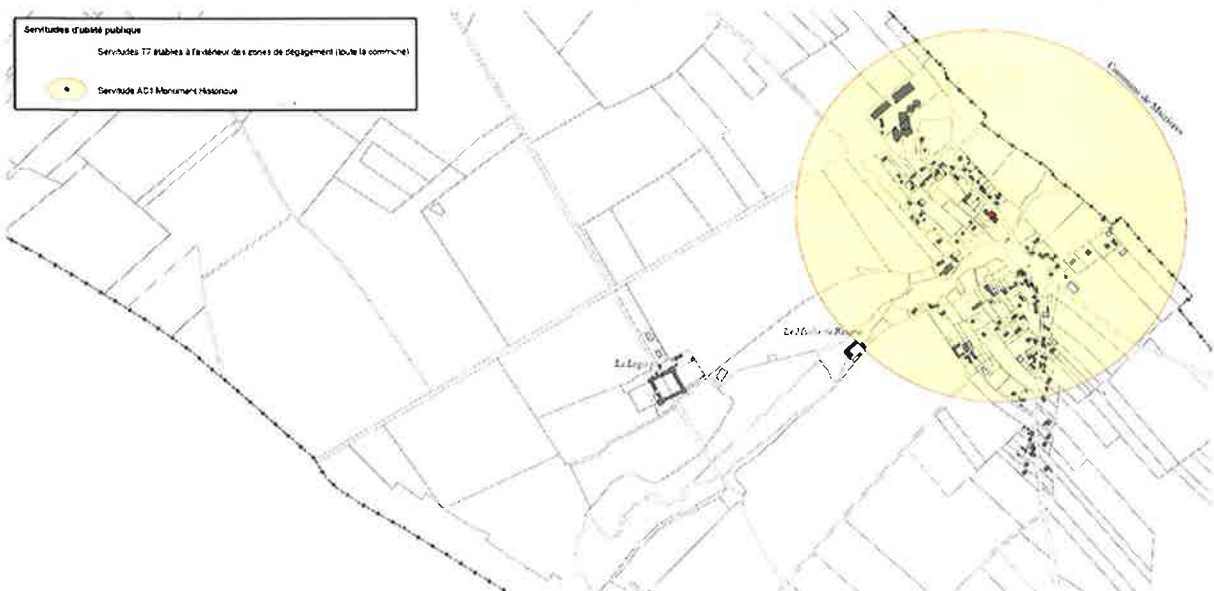 Servitudes d'utilité publique
Servitudes T7 établies à l'extérieur des zones de dégagement (toute la commune)
Servitude AC1 Monument Historique
Commune de